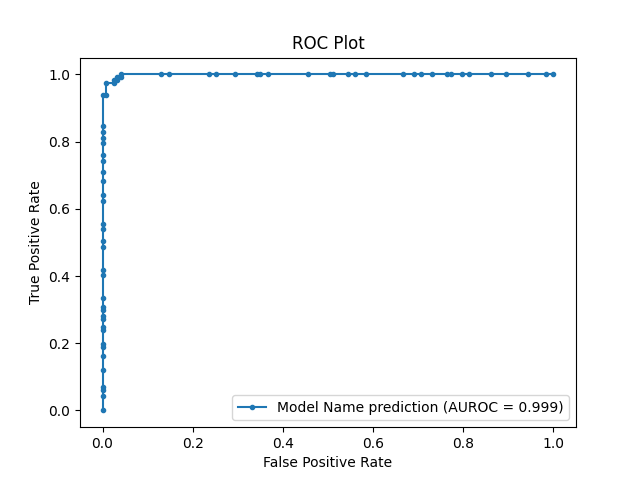 ROC Plot
True Positive Rate
1.0
0.8
0.6
0.4
0.2
0.0
Model Name prediction (AUROC = 0.999)
0.0 0.2 0.4 0.6 0.8 1.0
False Positive Rate